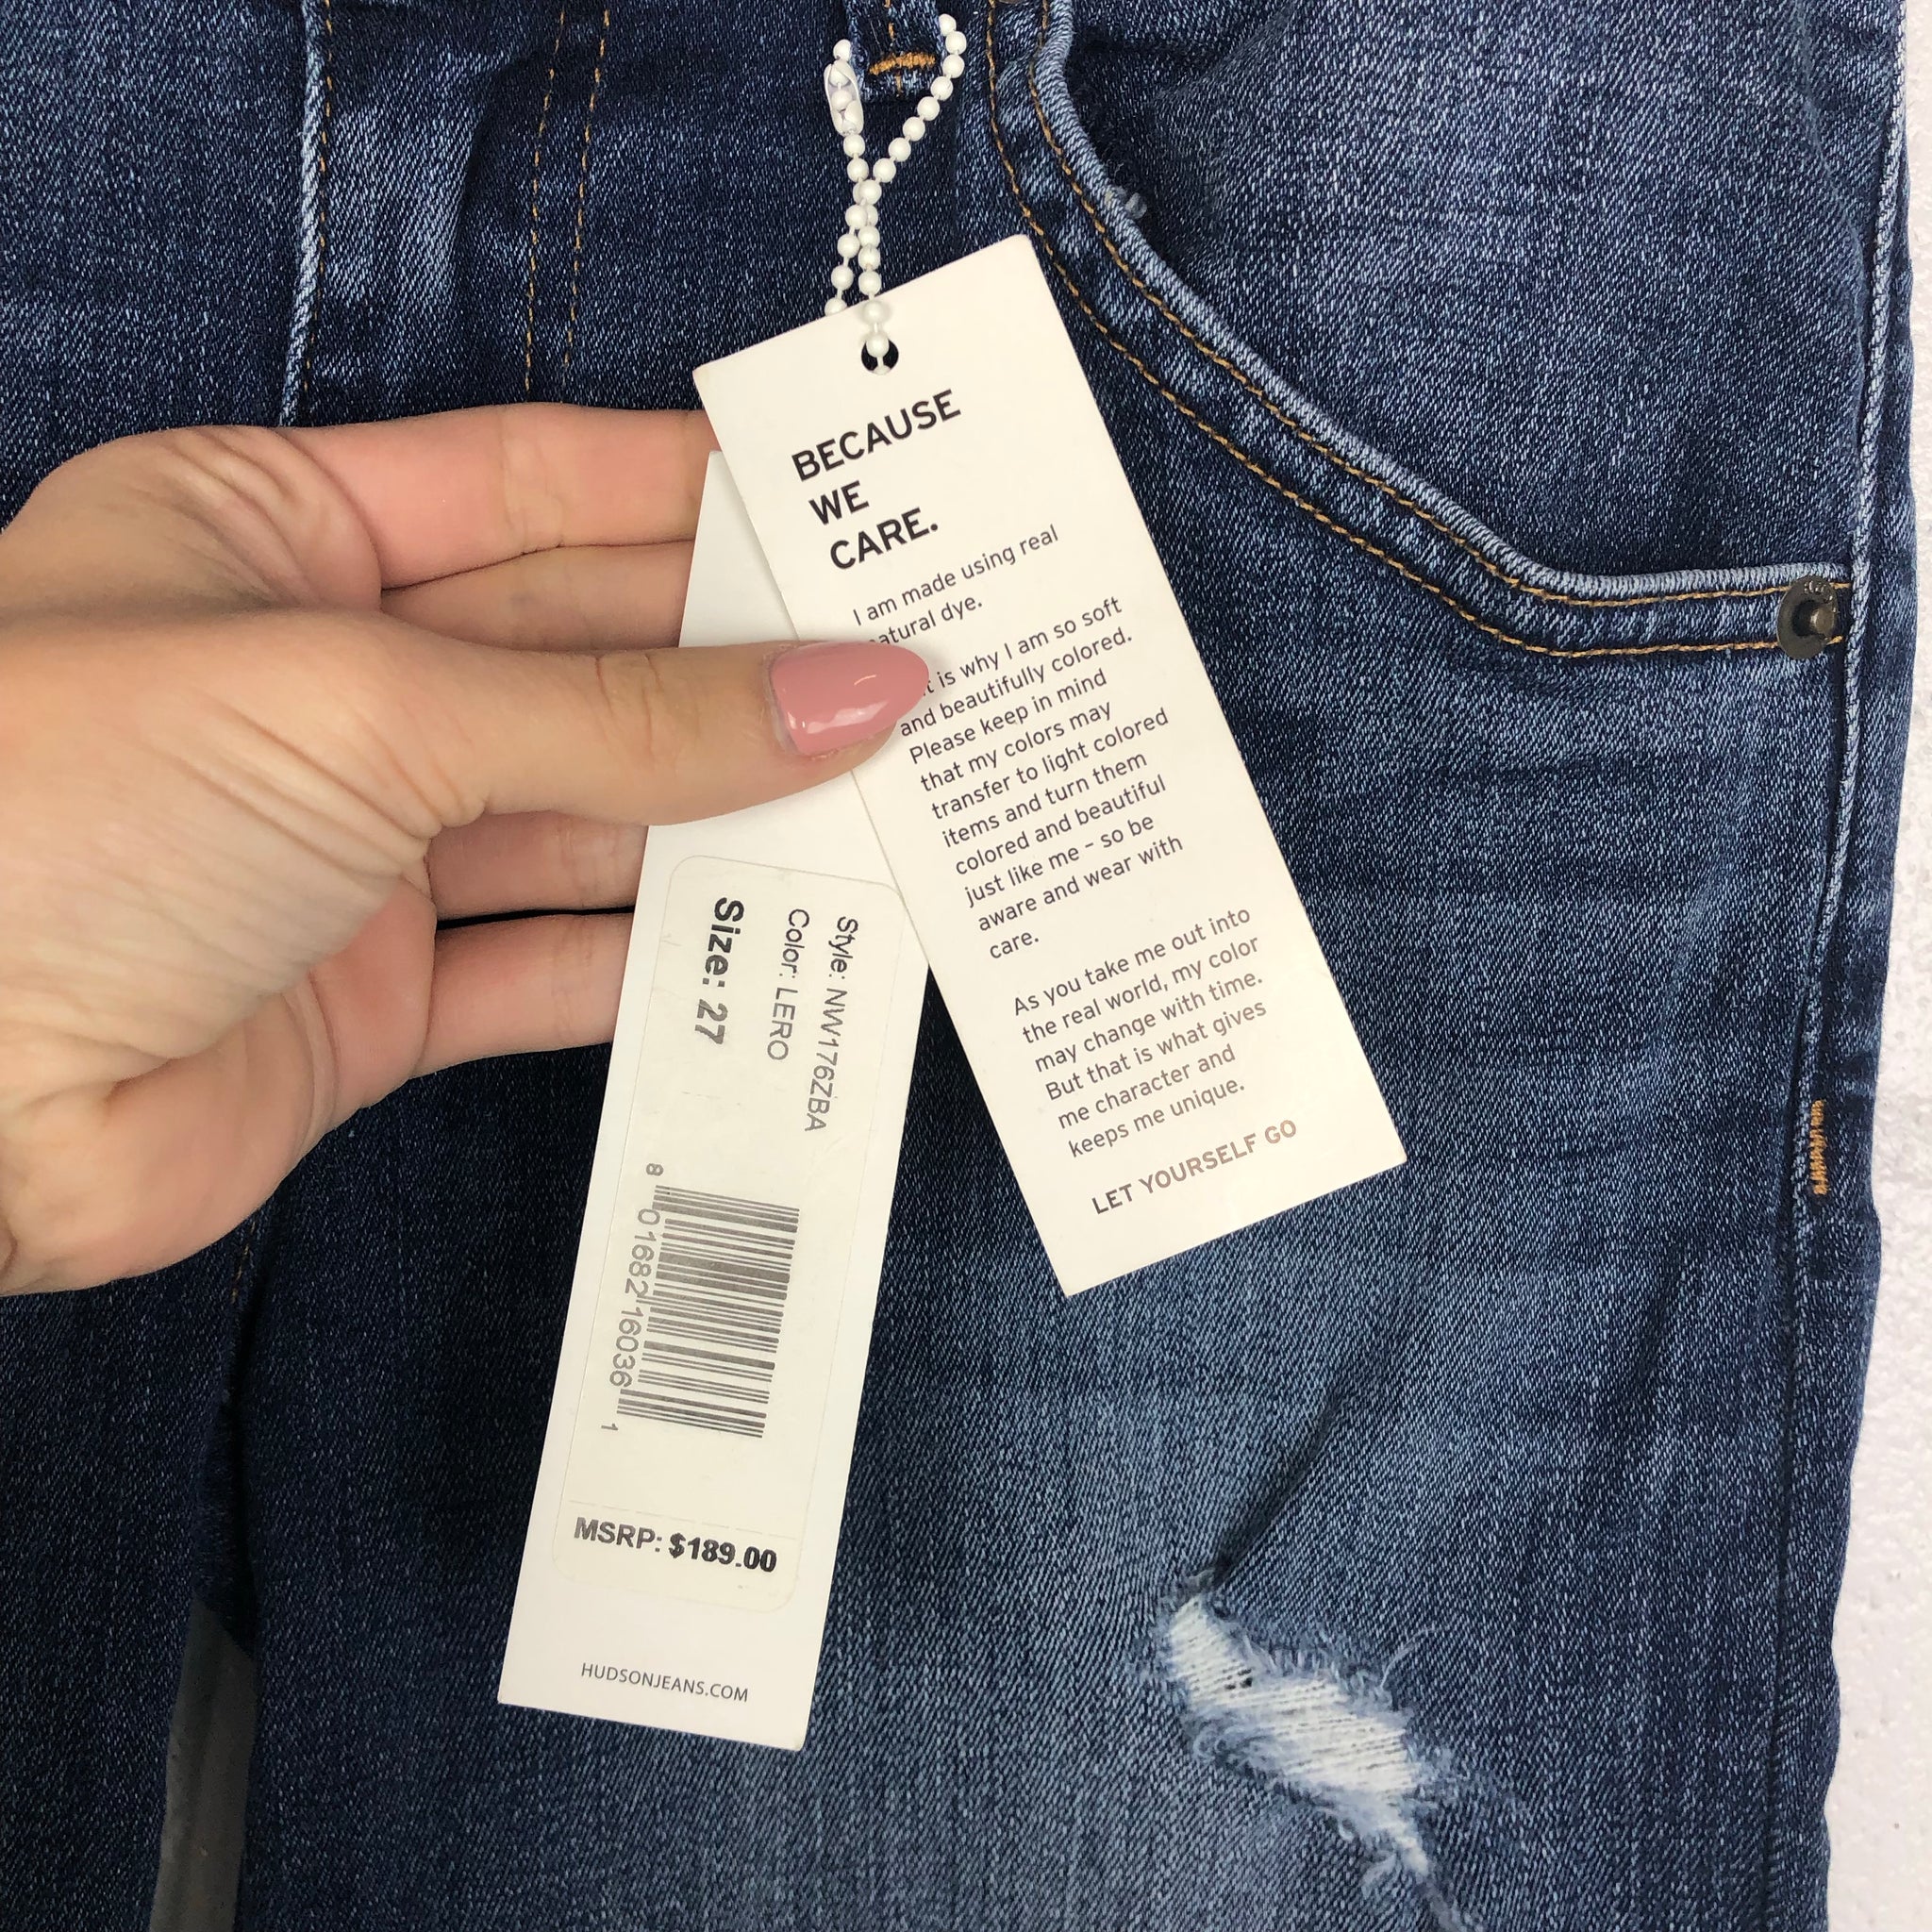 BECAUSE
WE
CARE.
I am made using real
dye.
is why I am so soft
and beautifully colored.
Please keep in mind
that my colors may
transfer to light colored
items and turn them
colored and beautiful
just like me – so be
aware and wear with
care.
As you take me out into
the real world, my color
may change with time.
But that is what gives
me character and
keeps me unique.
LET YOURSELF GO
Style: NW176ZBA
Color: LERO
Size: 27
8 01682 16036 1
MSRP: $189.00
HUDSONJEANS.COM